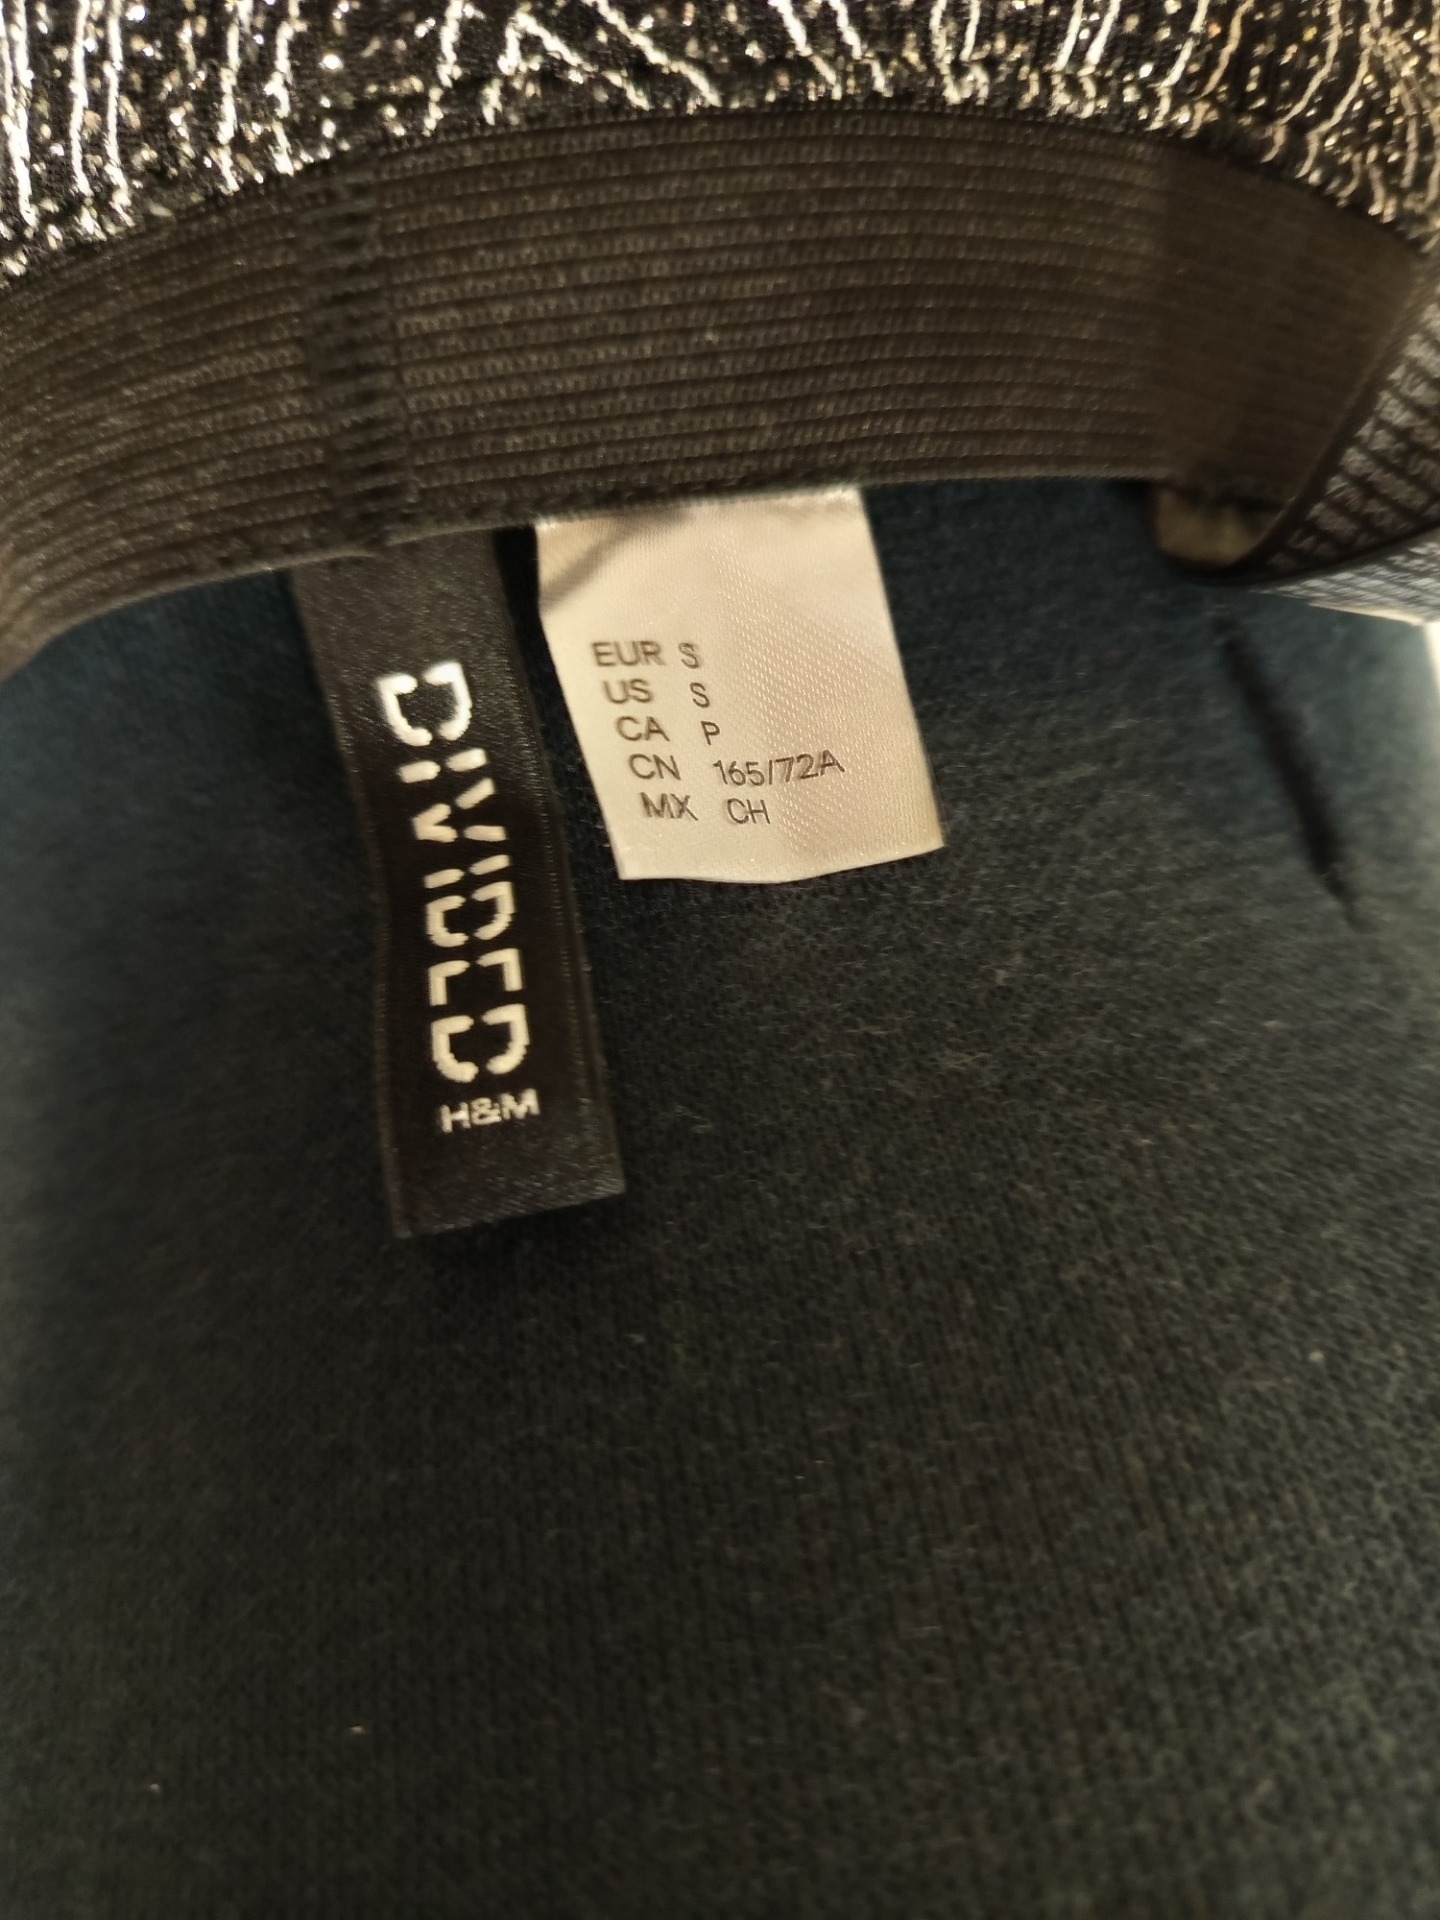 DIVIDED
H&M
EUR S
US S
CA P
CN 165/72A
MX CH